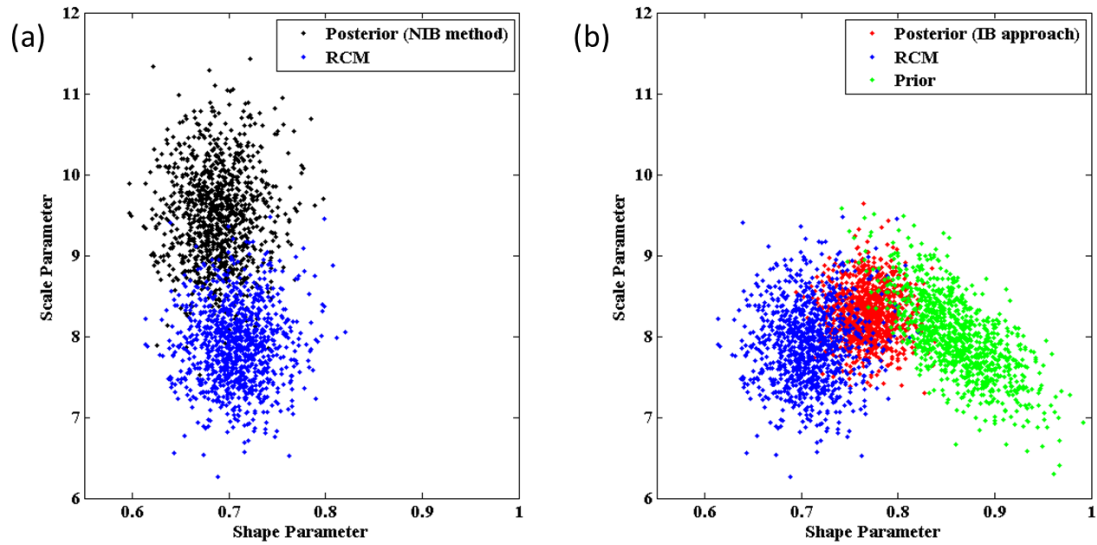 (a)
Posterior (NIB method)
RCM
12
11
10
9
8
7
6
Scale Parameter
0.6 0.7 0.8 0.9 1
Shape Parameter
(b)
Posterior (IB approach)
RCM
Prior
12
11
10
9
8
7
6
Scale Parameter
0.6 0.7 0.8 0.9 1
Shape Parameter